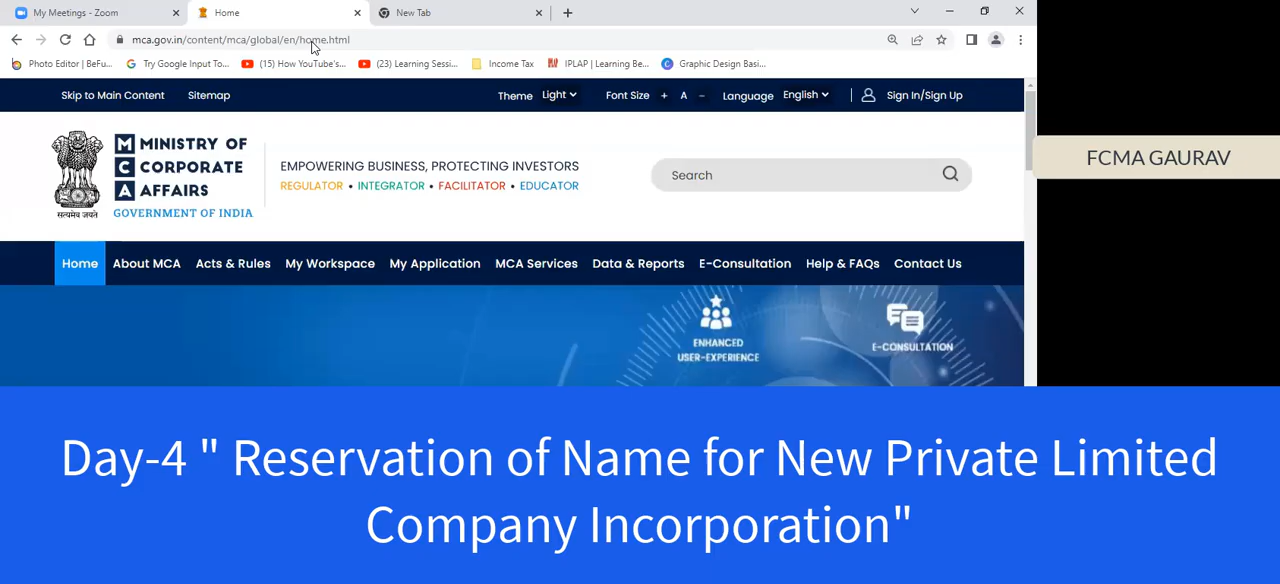 My Meetings - Zoom
Home
New Tab
mca.gov.in/content/mca/global/en/home.html
Photo Editor | BeFu...
Try Google Input To...
(15) How YouTube's...
(23) Learning Sessi...
Income Tax
IPLAP | Learning Be...
Graphic Design Basi...
Skip to Main Content
Sitemap
Theme Light
Font Size + A -
Language English
Sign In/Sign Up
MINISTRY OF
CORPORATE
AFFAIRS
GOVERNMENT OF INDIA
सत्यमेव जयते
EMPOWERING BUSINESS, PROTECTING INVESTORS
REGULATOR • INTEGRATOR • FACILITATOR • EDUCATOR
Search
FCMA GAURAV
Home About MCA Acts & Rules My Workspace My Application MCA Services Data & Reports E-Consultation Help & FAQs Contact Us
ENHANCED
USER-EXPERIENCE
E-CONSULTATION
Day-4 " Reservation of Name for New Private Limited
Company Incorporation"